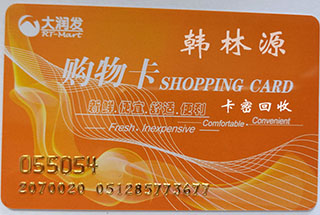 大润发
RT-Mart
韩林源
购物卡 SHOPPING CARD
新鲜.便宜.舒适.便利
卡密回收
Fresh . Inexpensive
Comfortable . Convenient
055054
2070020 051285773677